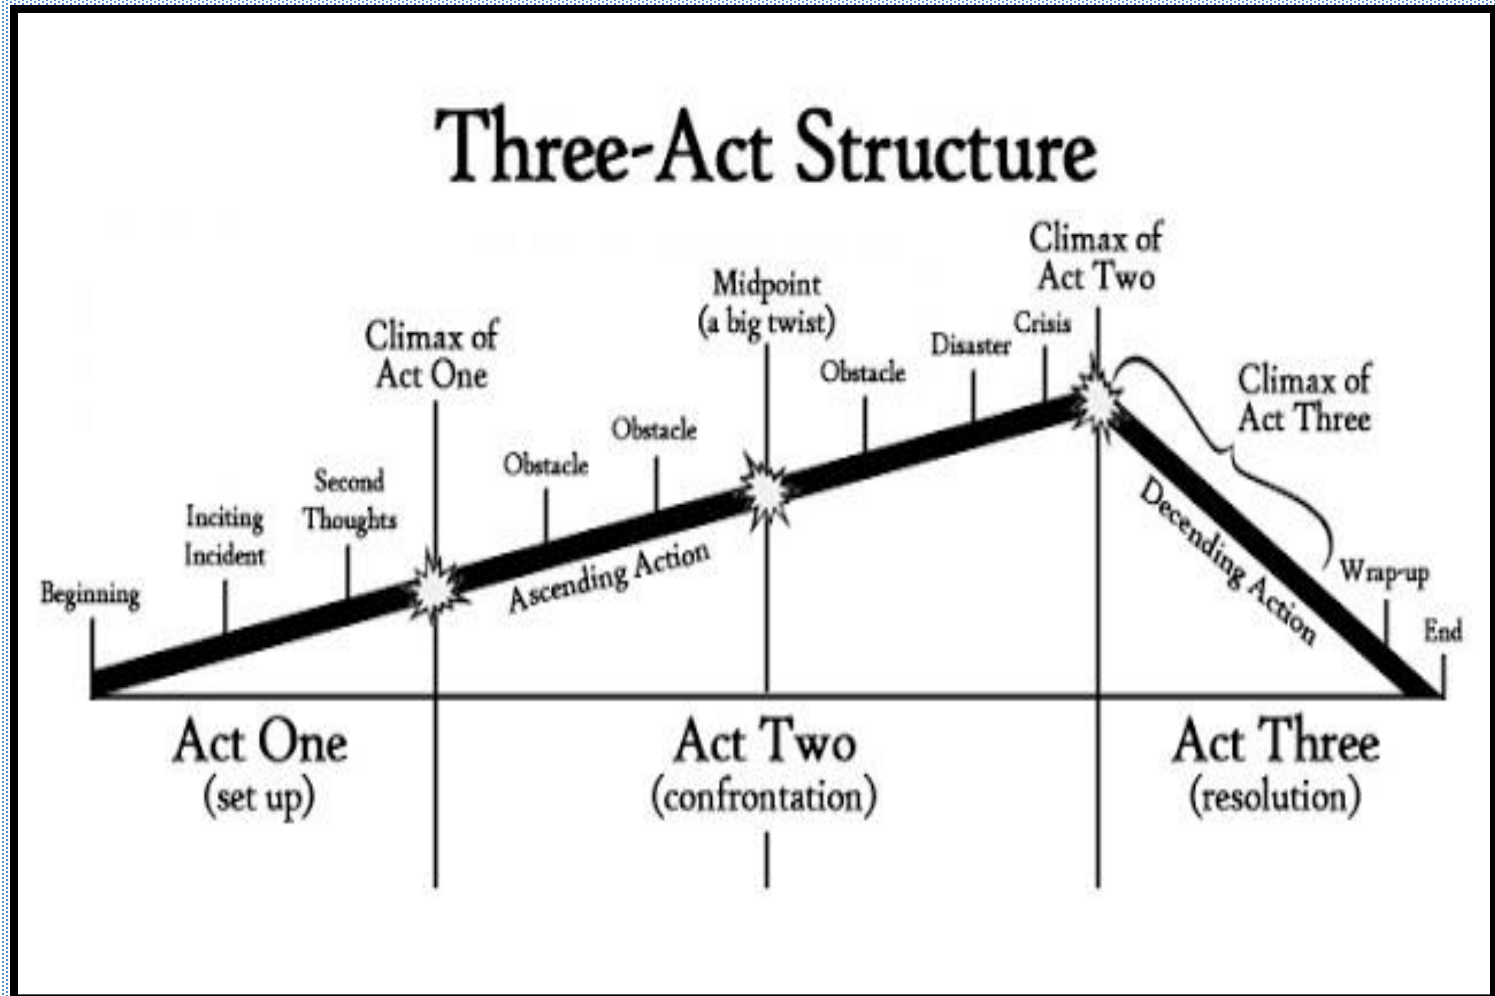 Three-Act Structure
Climax of
Act Two
Midpoint
(a big twist)
Crisis
Climax of
Act One
Disaster
Obstacle
Climax of
Act Three
Obstacle
Obstacle
Second
Thoughts
Inciting
Incident
Beginning
Ascending Action
Decending Action
Wrap-up
End
Act One
(set up)
Act Two
(confrontation)
Act Three
(resolution)